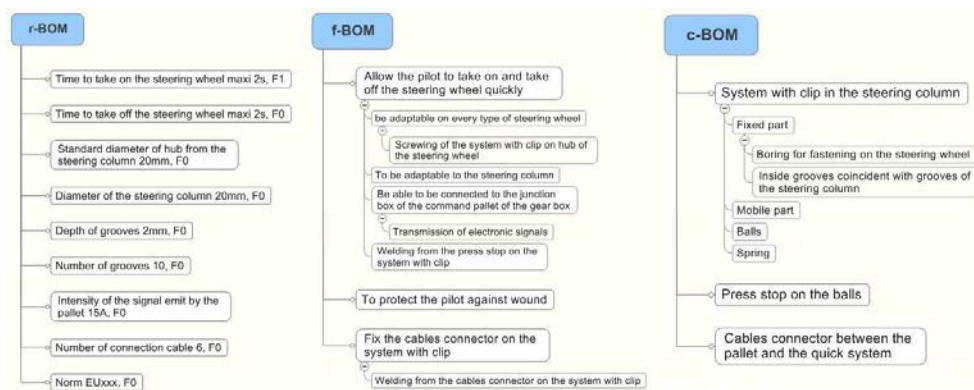 r-BOM
Time to take on the steering wheel maxi 2s, F1
Time to take off the steering wheel maxi 2s, F0
Standard diameter of hub from the
steering column 20mm, F0
Diameter of the steering column 20mm, F0
Depth of grooves 2mm, F0
Number of grooves 10, F0
Intensity of the signal emit by the
pallet 15A, F0
Number of connection cable 6, F0
Norm EUxxx, F0
f-BOM
Allow the pilot to take on and take
off the steering wheel quickly
be adaptable on every type of steering wheel
Screwing of the system with clip on hub of
the steering wheel
To be adaptable to the steering column
Be able to be connected to the junction
box of the command pallet of the gear box
Transmission of electronic signals
Welding from the press stop on the
system with clip
To protect the pilot against wound
Fix the cables connector on the
system with clip
Welding from the cables connector on the system with clip
c-BOM
System with clip in the steering column
Fixed part
Boring for fastening on the steering wheel
Inside grooves coincident with grooves of
the steering column
Mobile part
Balls
Spring
Press stop on the balls
Cables connector between the
pallet and the quick system